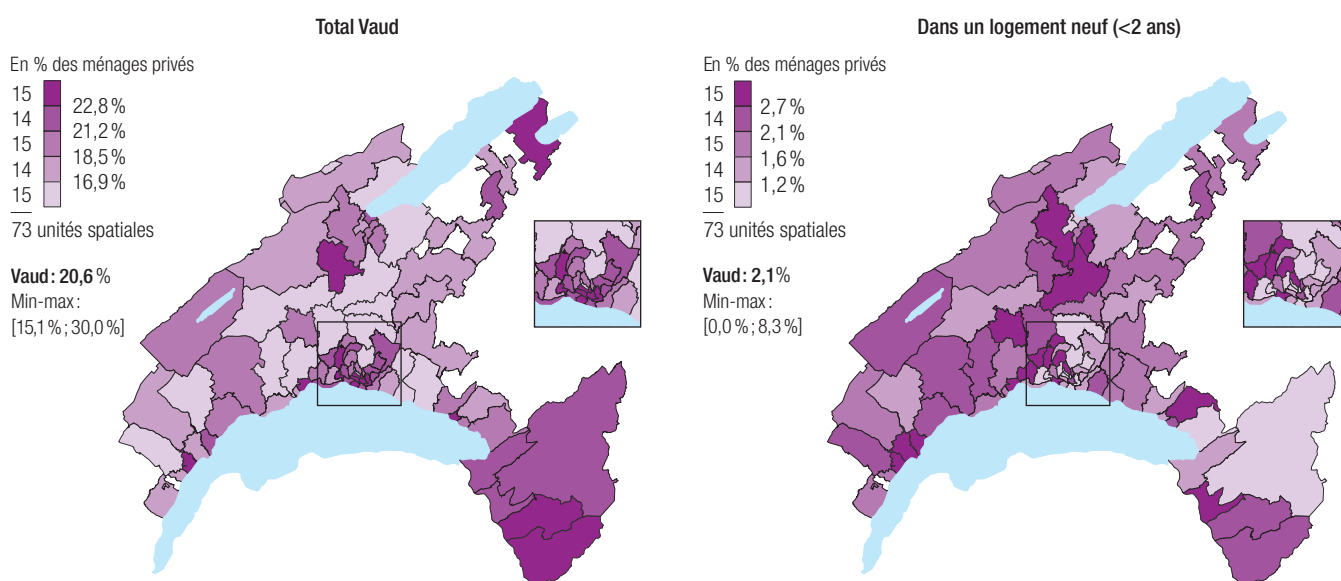 Total Vaud
En % des ménages privés
15
22,8 %
14
21,2 %
15
18,5 %
14
16,9 %
15
73 unités spatiales
Vaud : 20,6 %
Min-max :
[15,1 % ; 30,0 %]
Dans un logement neuf (<2 ans)
En % des ménages privés
15
2,7 %
14
2,1 %
15
1,6 %
14
1,2 %
15
73 unités spatiales
Vaud : 2,1 %
Min-max :
[0,0 % ; 8,3 %]